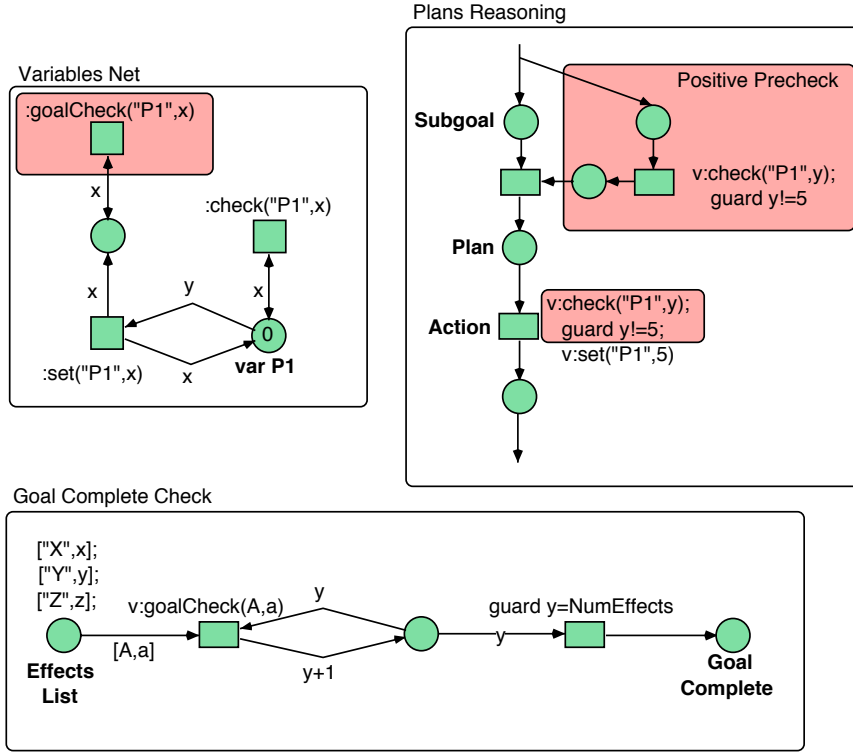 Plans Reasoning
Variables Net
:goalCheck("P1",x)
x
:check("P1",x)
x
y
x
0
:set("P1",x)
x
var P1
Positive Precheck
Subgoal
v:check("P1",y);
guard y!=5
Plan
Action
v:check("P1",y);
guard y!=5;
v:set("P1",5)
Goal Complete Check
["X",x];
["Y",y];
["Z",z];
v:goalCheck(A,a)
y
guard y=NumEffects
[A,a]
y+1
y
Effects
List
Goal
Complete